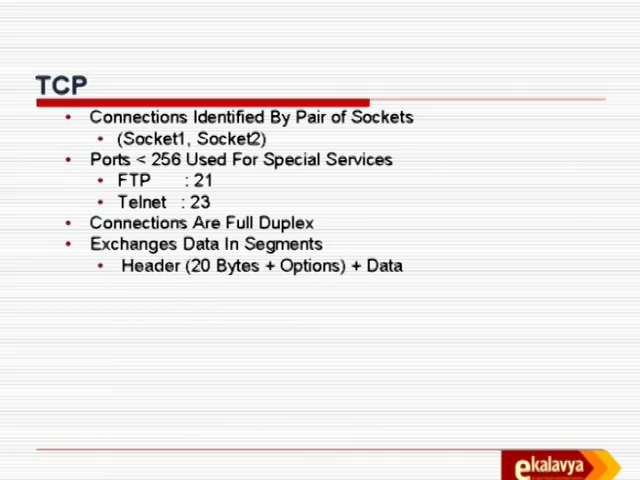 TCP
• Connections Identified By Pair of Sockets
• (Socket1, Socket2)
• Ports < 256 Used For Special Services
• FTP : 21
• Telnet : 23
• Connections Are Full Duplex
• Exchanges Data In Segments
• Header (20 Bytes + Options) + Data
ekalavya